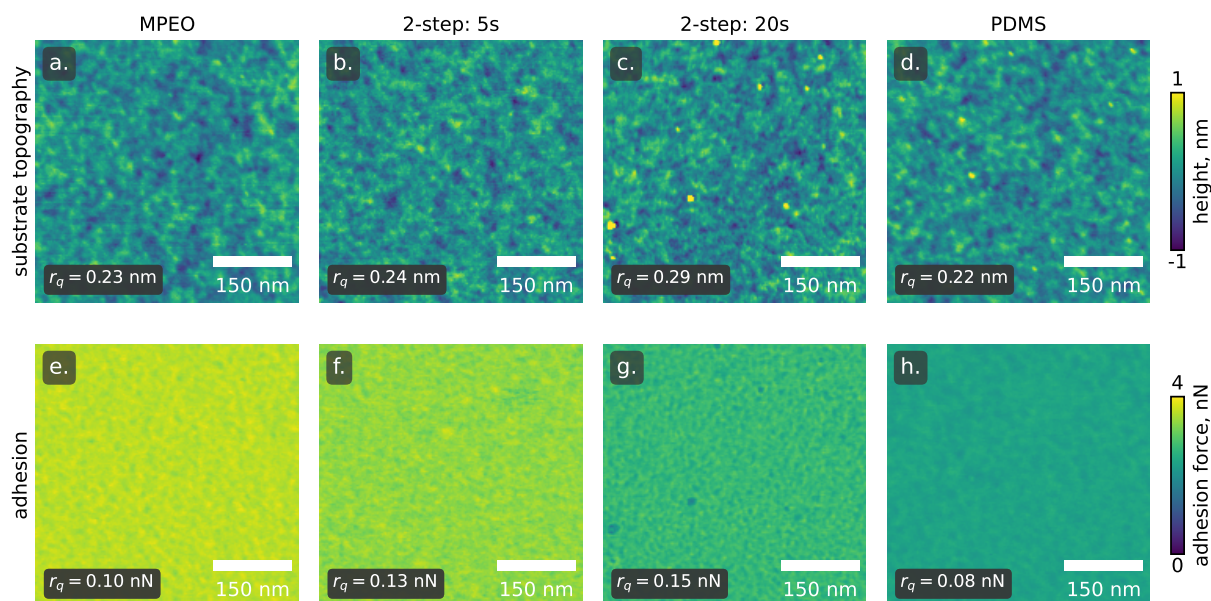 MPEO 2-step: 5s 2-step: 20s PDMS
substrate topography
a. b. c. d.
1
height, nm
-1
r_q = 0.23 nm 150 nm r_q = 0.24 nm 150 nm r_q = 0.29 nm 150 nm r_q = 0.22 nm 150 nm
adhesion
e. f. g. h.
4
adhesion force, nN
0
r_q = 0.10 nN 150 nm r_q = 0.13 nN 150 nm r_q = 0.15 nN 150 nm r_q = 0.08 nN 150 nm